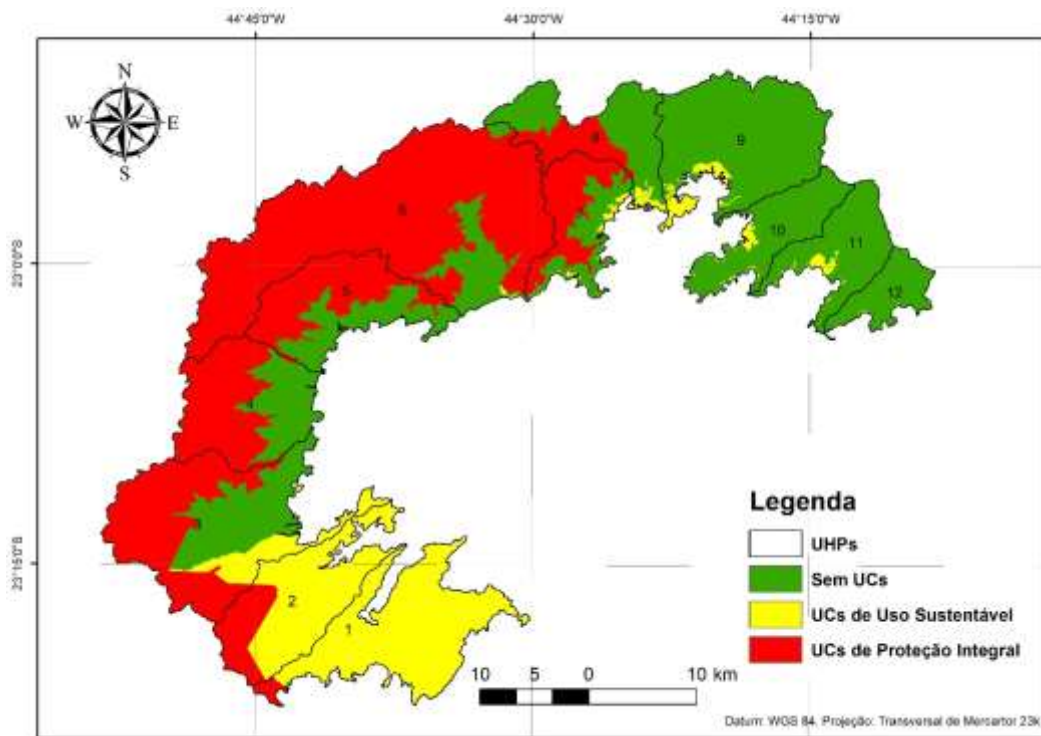 44°45'0"W 44°30'0"W 44°15'0"W
N
W E
S
9
8
6
10
11
23°0'0"S
5
12
4
3
23°15'0"S
2
1
Legenda
UHPs
Sem UCs
UCs de Uso Sustentável
UCs de Proteção Integral
10 5 0 10 km
Datum: WGS 84. Projeção: Transversal de Mercartor 23k